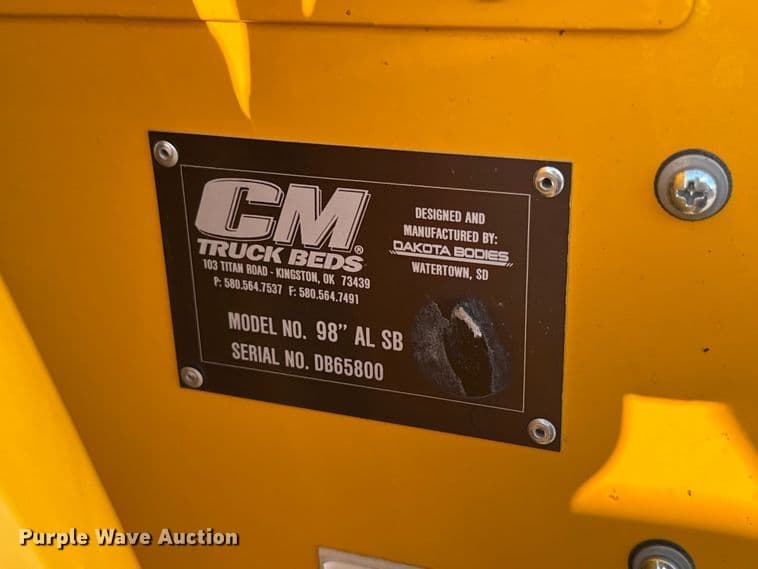 CM®
TRUCK BEDS
103 TITAN ROAD - KINGSTON, OK 73439
P: 580.564.7537 F: 580.564.7491
DESIGNED AND
MANUFACTURED BY:
DAKOTA BODIES
WATERTOWN, SD
MODEL NO. 98" AL SB
SERIAL NO. DB65800
Purple Wave Auction